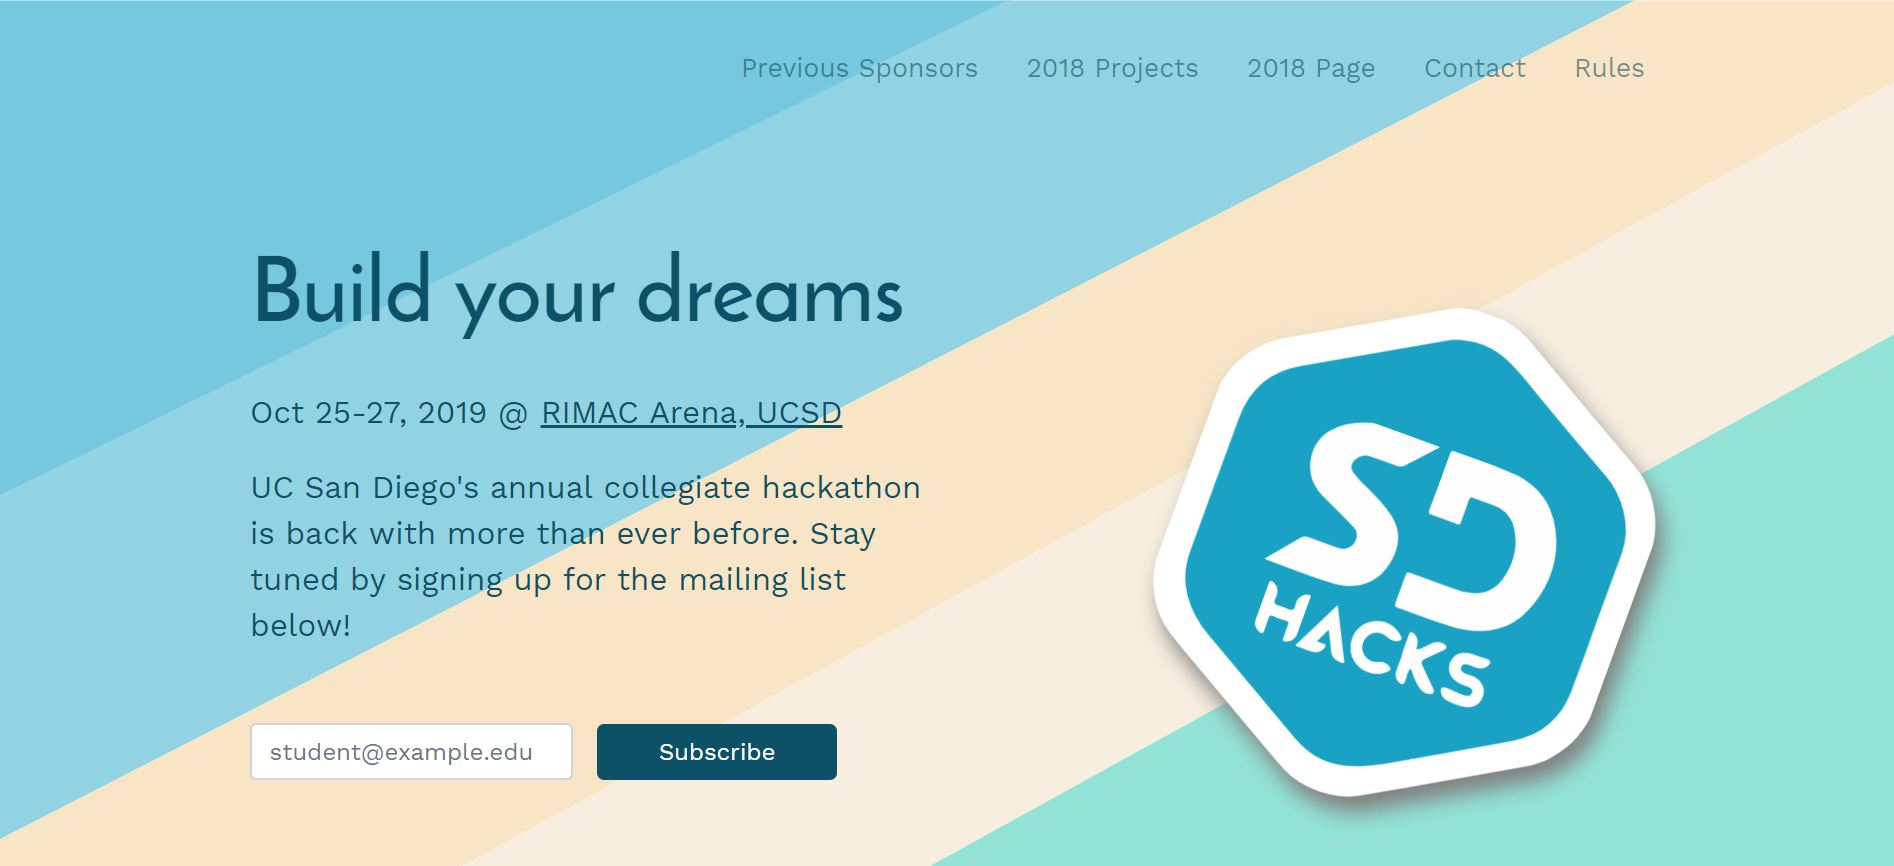 Previous Sponsors 2018 Projects 2018 Page Contact Rules
Build your dreams
Oct 25-27, 2019 @ RIMAC Arena, UCSD
UC San Diego's annual collegiate hackathon
is back with more than ever before. Stay
tuned by signing up for the mailing list
below!
student@example.edu Subscribe
SD
HACKS